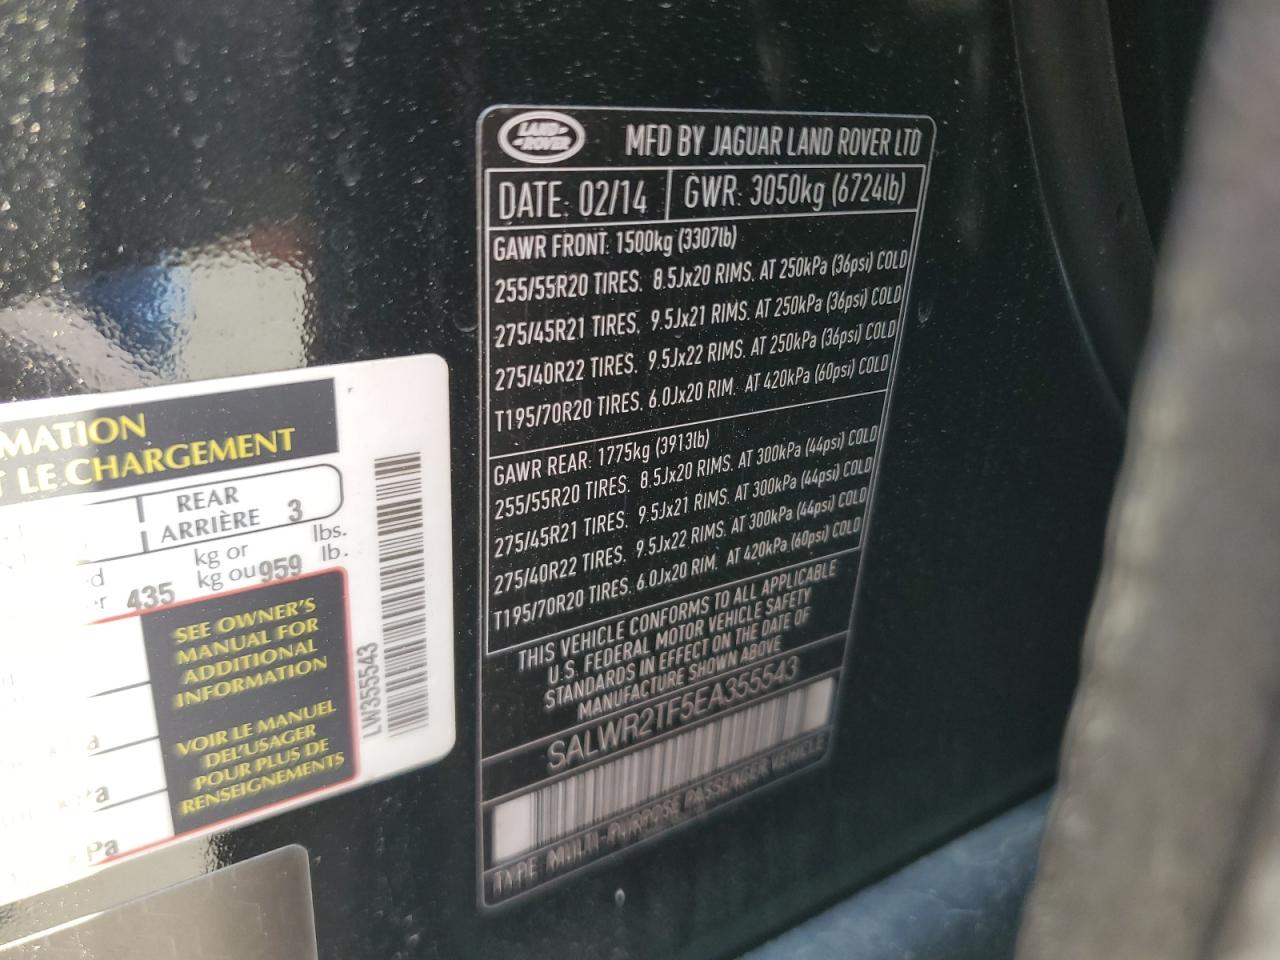 LAND ROVER
MFD BY JAGUAR LAND ROVER LTD
DATE: 02/14 GWR: 3050kg (6724lb)
GAWR FRONT: 1500kg (3307lb)
255/55R20 TIRES. 8.5Jx20 RIMS. AT 250kPa (36psi) COLD
275/45R21 TIRES. 9.5Jx21 RIMS. AT 250kPa (36psi) COLD
275/40R22 TIRES. 9.5Jx22 RIMS. AT 250kPa (36psi) COLD
T195/70R20 TIRES. 6.0Jx20 RIM. AT 420kPa (60psi) COLD
GAWR REAR: 1775kg (3913lb)
255/55R20 TIRES. 8.5Jx20 RIMS. AT 300kPa (44psi) COLD
275/45R21 TIRES. 9.5Jx21 RIMS. AT 300kPa (44psi) COLD
275/40R22 TIRES. 9.5Jx22 RIMS. AT 300kPa (44psi) COLD
T195/70R20 TIRES. 6.0Jx20 RIM. AT 420kPa (60psi) COLD
THIS VEHICLE CONFORMS TO ALL APPLICABLE
U.S. FEDERAL MOTOR VEHICLE SAFETY
STANDARDS IN EFFECT ON THE DATE OF
MANUFACTURE SHOWN ABOVE
SALWR2TF5EA355543
TYPE: MULTI-PURPOSE PASSENGER VEHICLE
MATION
T LE CHARGEMENT
REAR
ARRIÈRE 3
kg or lbs.
435 kg ou 959 lb.
SEE OWNER'S
MANUAL FOR
ADDITIONAL
INFORMATION
VOIR LE MANUEL
DEL'USAGER
POUR PLUS DE
RENSEIGNEMENTS
Pa
LW355543